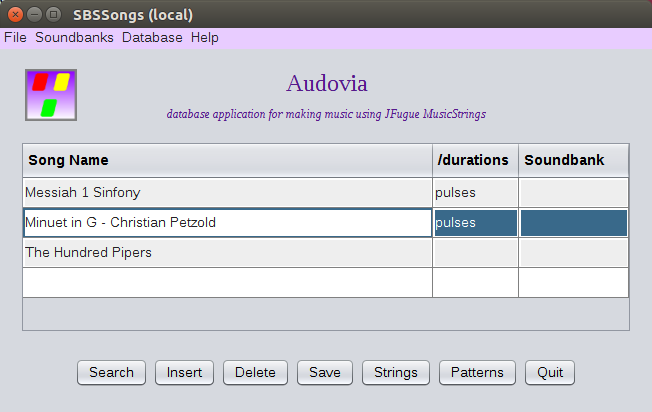 SBSSongs (local)
File Soundbanks Database Help
Audovia
database application for making music using JFugue MusicStrings
Song Name /durations Soundbank
Messiah 1 Sinfony pulses
Minuet in G - Christian Petzold pulses
The Hundred Pipers
Search Insert Delete Save Strings Patterns Quit